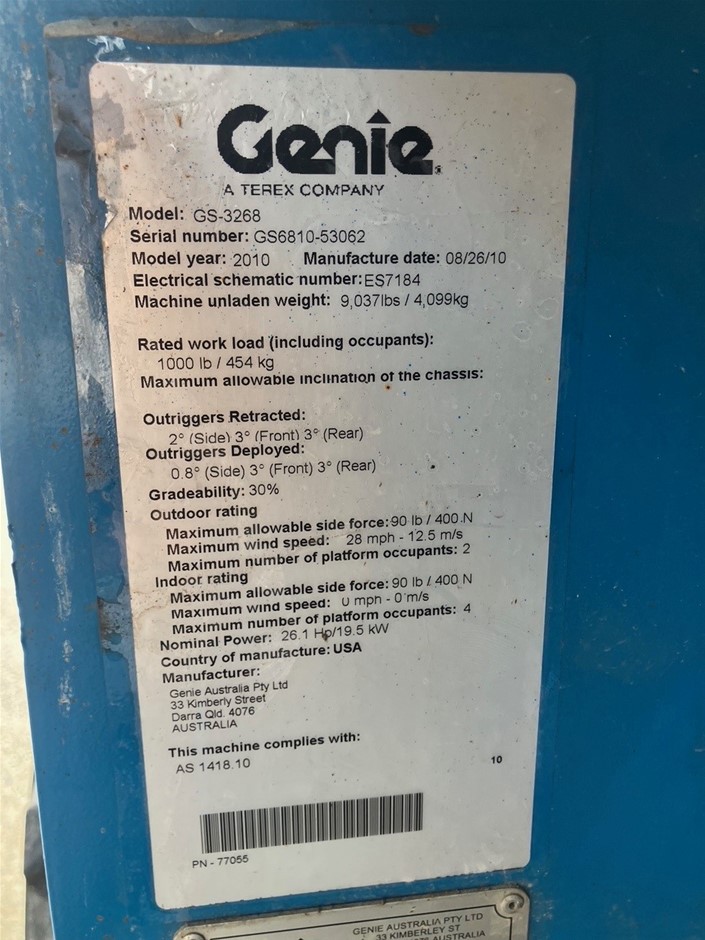 Genie
A TEREX COMPANY
Model: GS-3268
Serial number: GS6810-53062
Model year: 2010 Manufacture date: 08/26/10
Electrical schematic number:ES7184
Machine unladen weight: 9,037lbs / 4,099kg
Rated work load (including occupants):
1000 lb / 454 kg
Maximum allowable inclination of the chassis:
Outriggers Retracted:
2° (Side) 3° (Front) 3° (Rear)
Outriggers Deployed:
0.8° (Side) 3° (Front) 3° (Rear)
Gradeability: 30%
Outdoor rating
Maximum allowable side force: 90 lb / 400 N
Maximum wind speed: 28 mph - 12.5 m/s
Maximum number of platform occupants: 2
Indoor rating
Maximum allowable side force: 90 lb / 400 N
Maximum wind speed: 0 mph - 0 m/s
Maximum number of platform occupants: 4
Nominal Power: 26.1 Hp/19.5 kW
Country of manufacture: USA
Manufacturer:
Genie Australia Pty Ltd
33 Kimberly Street
Darra Qld. 4076
AUSTRALIA
This machine complies with:
AS 1418.10
10
PN - 77055
GENIE AUSTRALIA PTY LTD
33 KIMBERLEY ST
AUSTRALIA